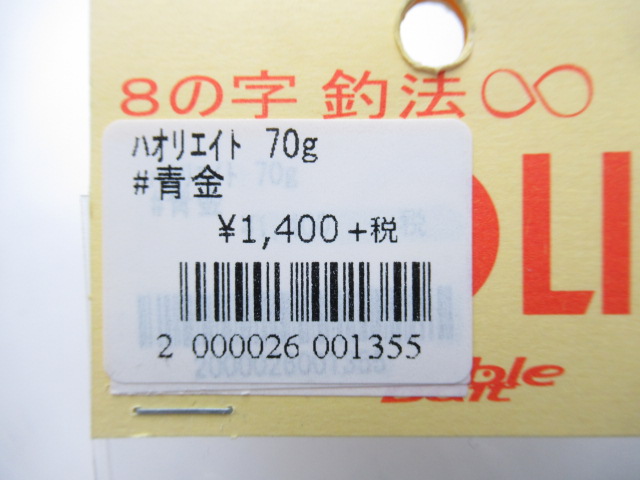 8の字 釣法∞
ﾊオリエイト 70g
#青金
¥1,400+税
LI
2 000026 001355